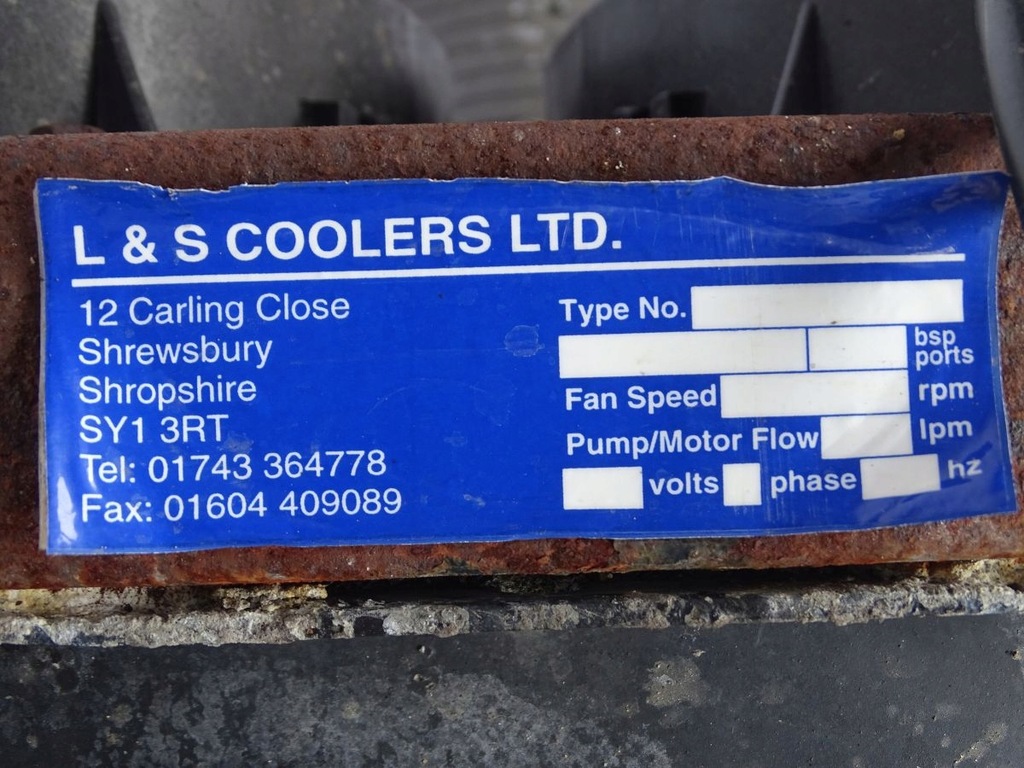 L & S COOLERS LTD.
12 Carling Close
Shrewsbury
Shropshire
SY1 3RT
Tel: 01743 364778
Fax: 01604 409089
Type No.
bsp
ports
Fan Speed rpm
Pump/Motor Flow lpm
volts phase hz